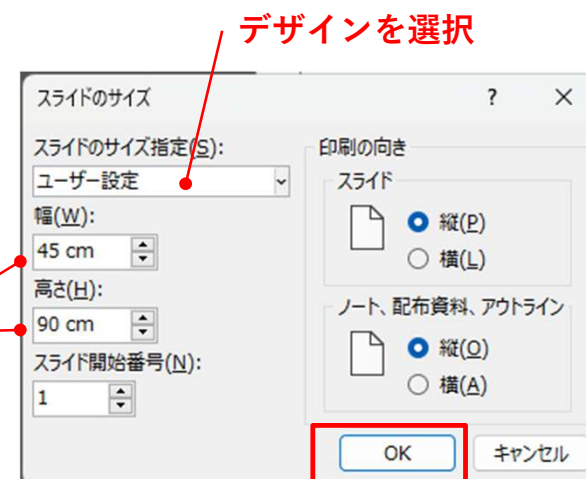 デザインを選択
スライドのサイズ ? ×
スライドのサイズ指定(S):
ユーザー設定
幅(W):
45 cm
高さ(H):
90 cm
スライド開始番号(N):
1
印刷の向き
スライド
縦(P)
横(L)
ノート、配布資料、アウトライン
縦(O)
横(A)
OK キャンセル